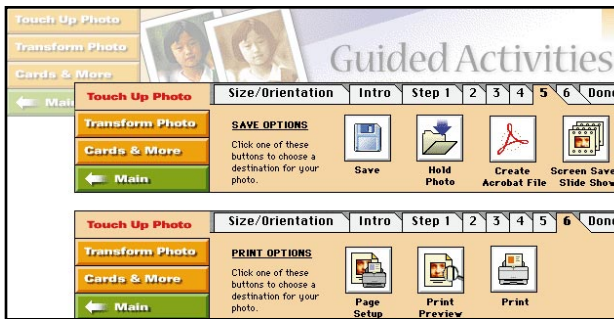 Touch Up Photo
Transform Photo
Cards & More
Main
Guided Activities
Touch Up Photo
Transform Photo
Cards & More
Main
Size/Orientation Intro Step 1 2 3 4 5 6 Done
SAVE OPTIONS
Click one of these
buttons to choose a
destination for your
photo.
Save
Hold
Photo
Create
Acrobat File
Screen Save
Slide Show
Touch Up Photo
Transform Photo
Cards & More
Main
Size/Orientation Intro Step 1 2 3 4 5 6 Done
PRINT OPTIONS
Click one of these
buttons to choose a
destination for your
photo.
Page
Setup
Print
Preview
Print